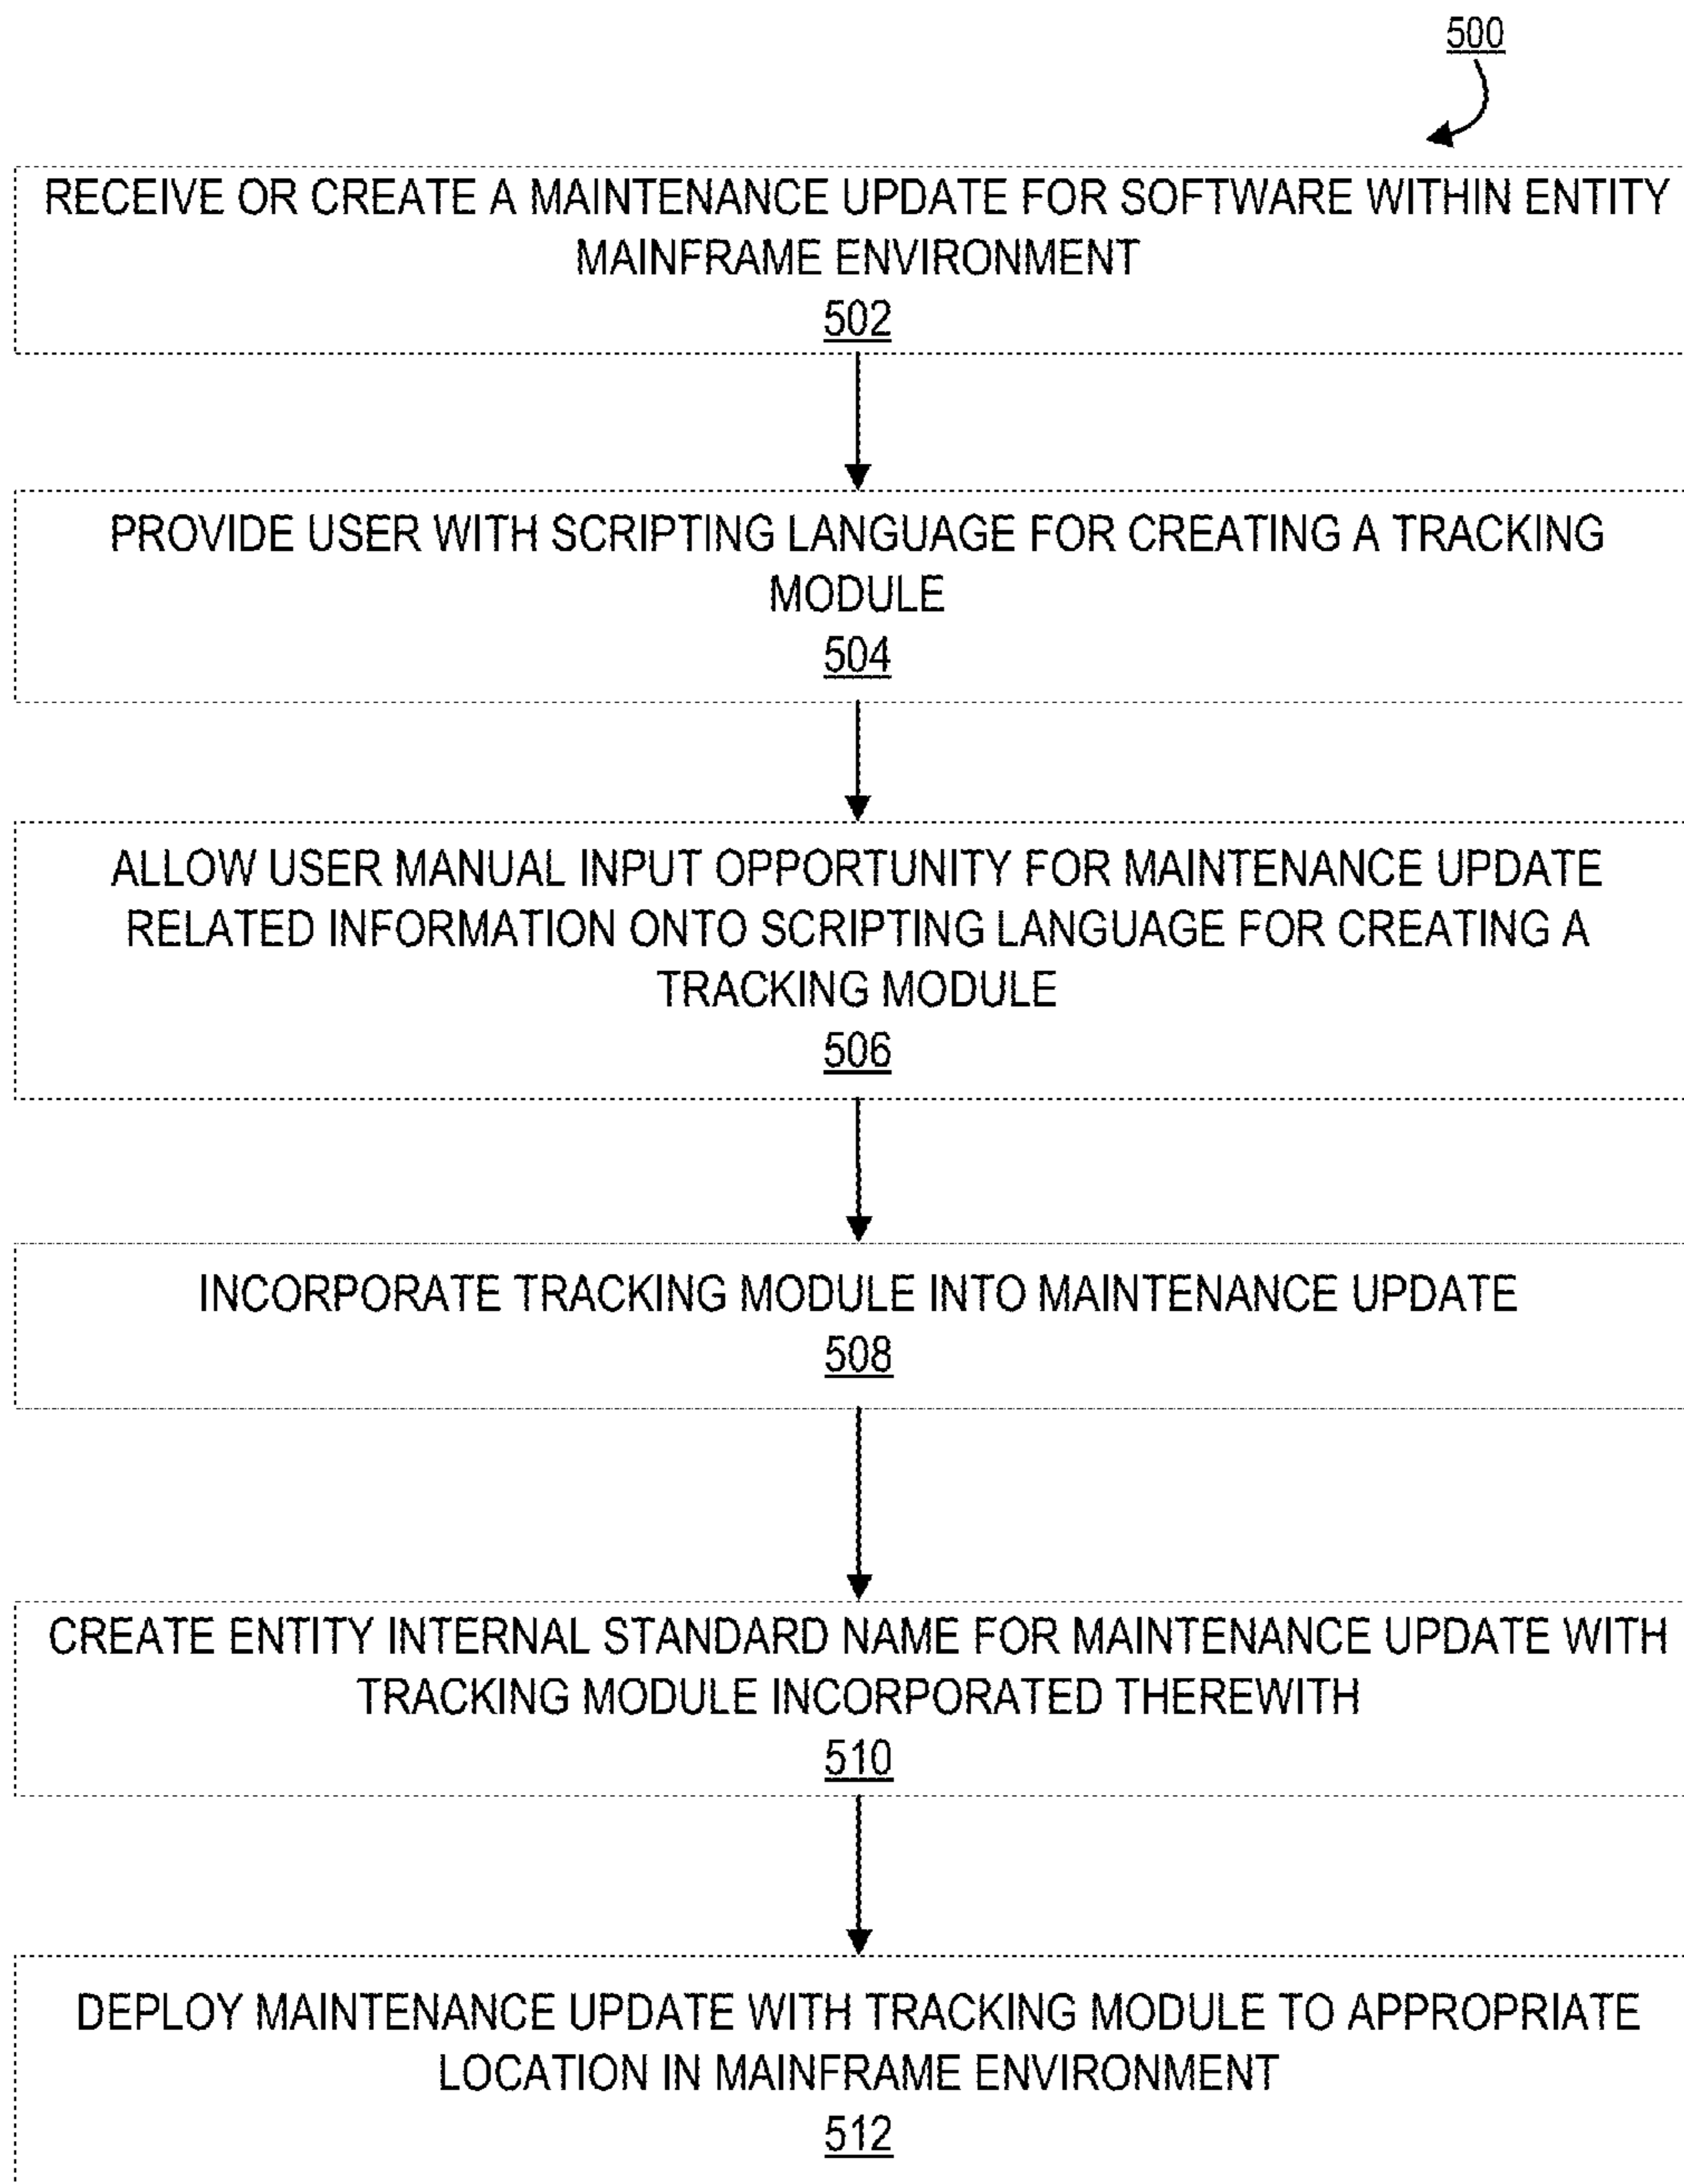 500
RECEIVE OR CREATE A MAINTENANCE UPDATE FOR SOFTWARE WITHIN ENTITY
MAINFRAME ENVIRONMENT
502
PROVIDE USER WITH SCRIPTING LANGUAGE FOR CREATING A TRACKING
MODULE
504
ALLOW USER MANUAL INPUT OPPORTUNITY FOR MAINTENANCE UPDATE
RELATED INFORMATION ONTO SCRIPTING LANGUAGE FOR CREATING A
TRACKING MODULE
506
INCORPORATE TRACKING MODULE INTO MAINTENANCE UPDATE
508
CREATE ENTITY INTERNAL STANDARD NAME FOR MAINTENANCE UPDATE WITH
TRACKING MODULE INCORPORATED THEREWITH
510
DEPLOY MAINTENANCE UPDATE WITH TRACKING MODULE TO APPROPRIATE
LOCATION IN MAINFRAME ENVIRONMENT
512